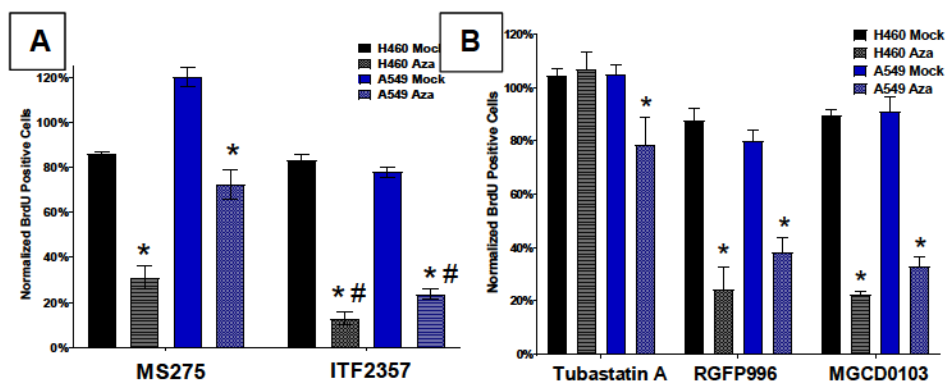 A
H460 Mock
H460 Aza
A549 Mock
A549 Aza
Normalized BrdU Positive Cells
120%
100%
80%
60%
40%
20%
0%
*
*
* #
* #
MS275
ITF2357
B
H460 Mock
H460 Aza
A549 Mock
A549 Aza
Normalized BrdU Positive Cells
120%
100%
80%
60%
40%
20%
0%
*
*
*
*
*
Tubastatin A
RGFP996
MGCD0103